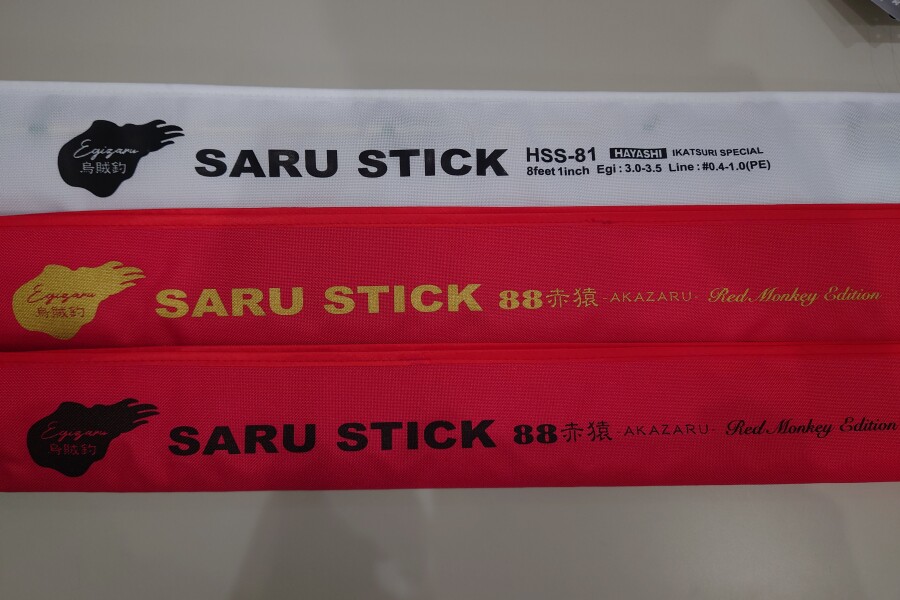 Egizaru
烏賊釣
SARU STICK HSS-81 HAYASHI IKATSURI SPECIAL
8feet1inch Egi:3.0-3.5 Line:#0.4-1.0(PE)
Egizaru
烏賊釣
SARU STICK 88赤猿-AKAZARU- Red Monkey Edition
Egizaru
烏賊釣
SARU STICK 88赤猿-AKAZARU- Red Monkey Edition